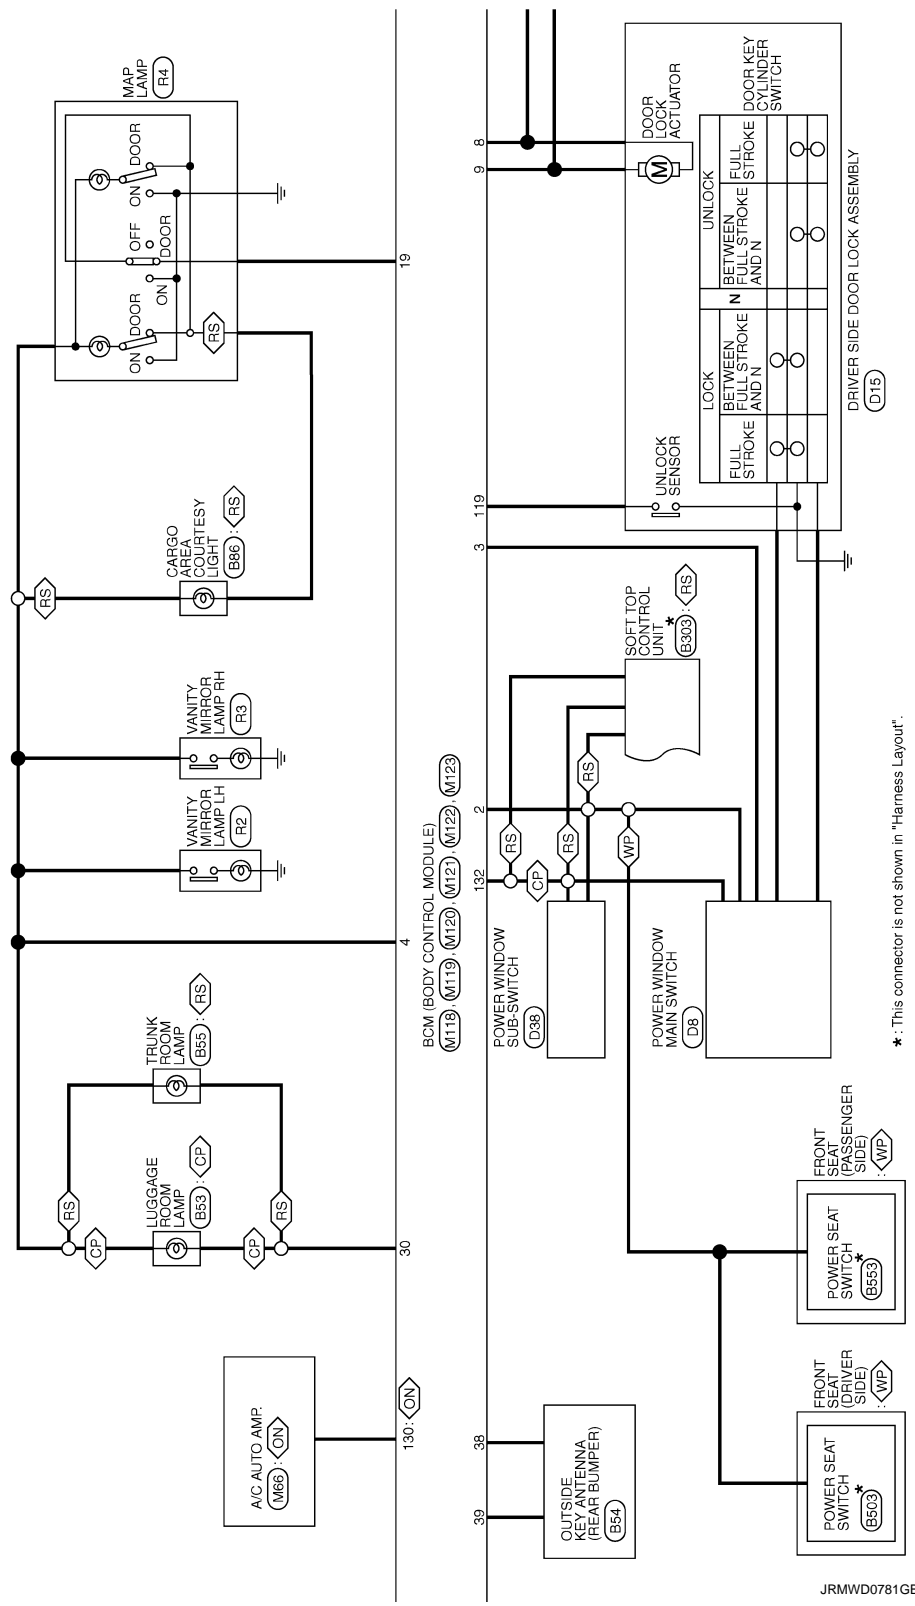 MAP
LAMP
R4
ON
DOOR
ON
OFF
DOOR
ON
DOOR
RS
19
RS
CARGO
AREA
COURTESY
LIGHT
B86 : RS
VANITY
MIRROR
LAMP RH
R3
VANITY
MIRROR
LAMP LH
R2
4
TRUNK
ROOM
LAMP
B55 : RS
RS
RS
LUGGAGE
ROOM
LAMP
B53 : CP
CP
CP
30
A/C AUTO AMP.
M66 : ON
130 : ON
BCM (BODY CONTROL MODULE)
M118 , M119 , M120 , M121 , M122 , M123
8
9
DOOR
LOCK
ACTUATOR
M
DOOR KEY
CYLINDER
SWITCH
UNLOCK
FULL
STROKE
BETWEEN
FULL STROKE
AND N
N
LOCK
BETWEEN
FULL STROKE
AND N
FULL
STROKE
DRIVER SIDE DOOR LOCK ASSEMBLY
D15
UNLOCK
SENSOR
119
3
SOFT TOP
CONTROL
UNIT *
B303 : RS
RS
RS
RS
2
WP
132
CP
POWER WINDOW
SUB-SWITCH
D38
POWER WINDOW
MAIN SWITCH
D8
38
39
OUTSIDE
KEY ANTENNA
(REAR BUMPER)
B54
FRONT
SEAT
(PASSENGER
SIDE)
: WP
POWER SEAT
SWITCH *
B553
FRONT
SEAT
(DRIVER
SIDE)
: WP
POWER SEAT
SWITCH *
B503
* : This connector is not shown in "Harness Layout".
JRMWD0781GE